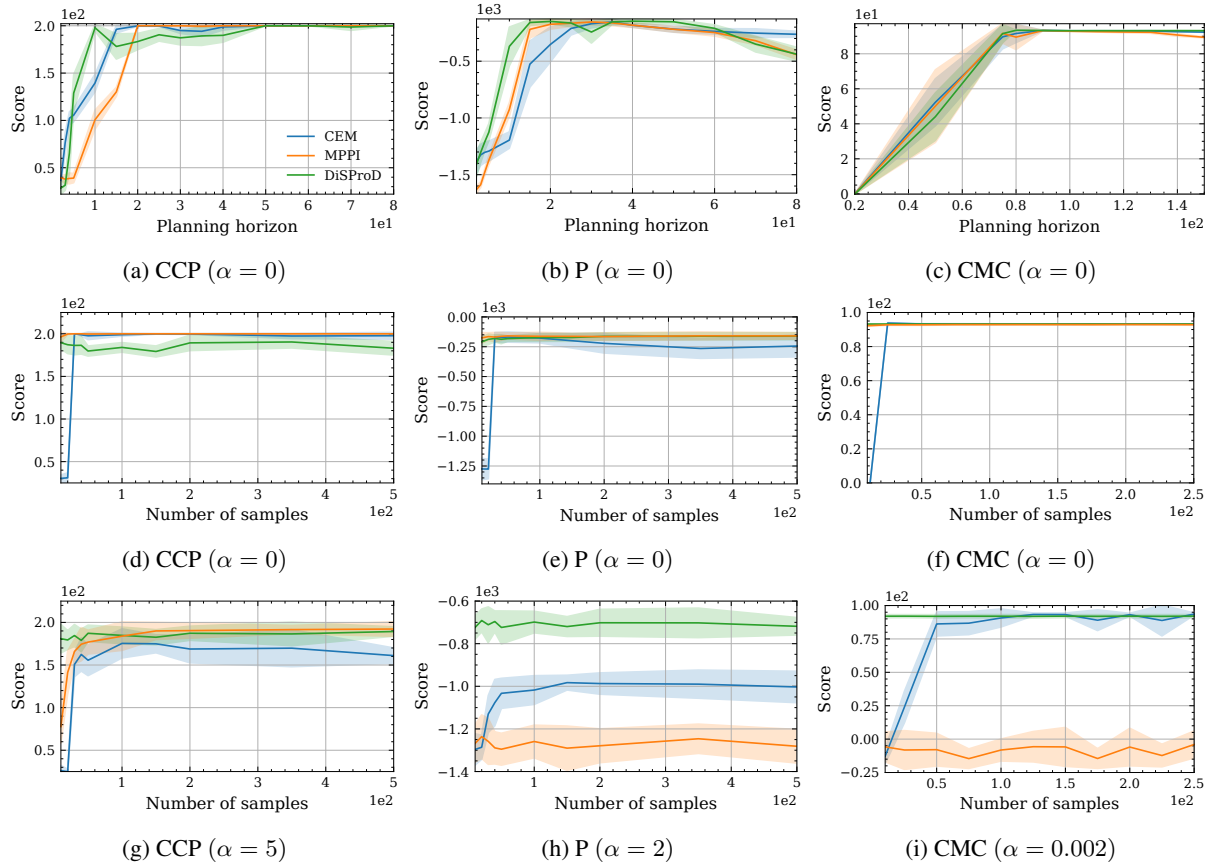 1e2
2.0
1.5
1.0
0.5
Score
CEM
MPPI
DiSProD
1 2 3 4 5 6 7 8
1e1
Planning horizon
(a) CCP (α = 0)
1e3
−0.5
−1.0
−1.5
Score
2 4 6 8
1e1
Planning horizon
(b) P (α = 0)
1e1
8
6
4
2
0
Score
0.2 0.4 0.6 0.8 1.0 1.2 1.4
1e2
Planning horizon
(c) CMC (α = 0)
1e2
2.0
1.5
1.0
0.5
Score
1 2 3 4 5
1e2
Number of samples
(d) CCP (α = 0)
1e3
0.00
−0.25
−0.50
−0.75
−1.00
−1.25
Score
1 2 3 4 5
1e2
Number of samples
(e) P (α = 0)
1e2
1.0
0.8
0.6
0.4
0.2
0.0
Score
0.5 1.0 1.5 2.0 2.5
1e2
Number of samples
(f) CMC (α = 0)
1e2
2.0
1.5
1.0
0.5
Score
1 2 3 4 5
1e2
Number of samples
(g) CCP (α = 5)
1e3
−0.6
−0.8
−1.0
−1.2
−1.4
Score
1 2 3 4 5
1e2
Number of samples
(h) P (α = 2)
1e2
1.00
0.75
0.50
0.25
0.00
−0.25
Score
0.5 1.0 1.5 2.0 2.5
1e2
Number of samples
(i) CMC (α = 0.002)